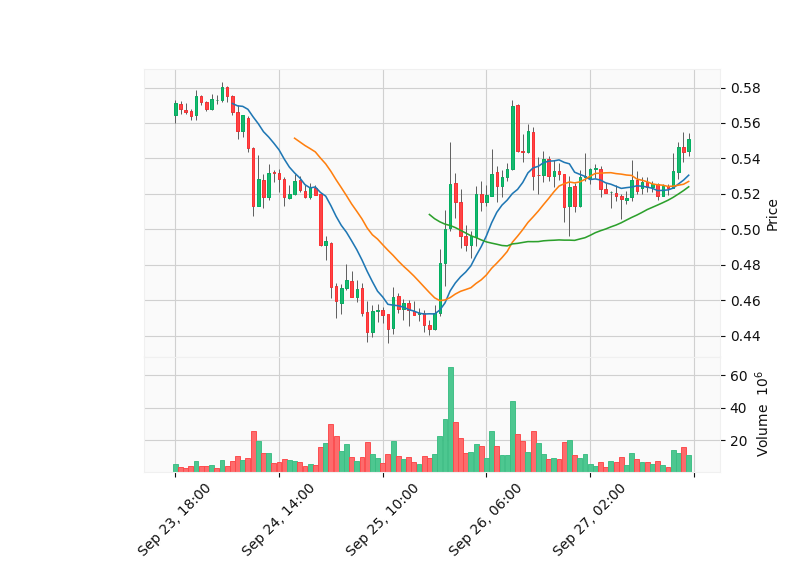 0.58
0.56
0.54
0.52
0.50
0.48
0.46
0.44
Price
60
40
20
Volume 10⁶
Sep 23, 18:00
Sep 24, 14:00
Sep 25, 10:00
Sep 26, 06:00
Sep 27, 02:00